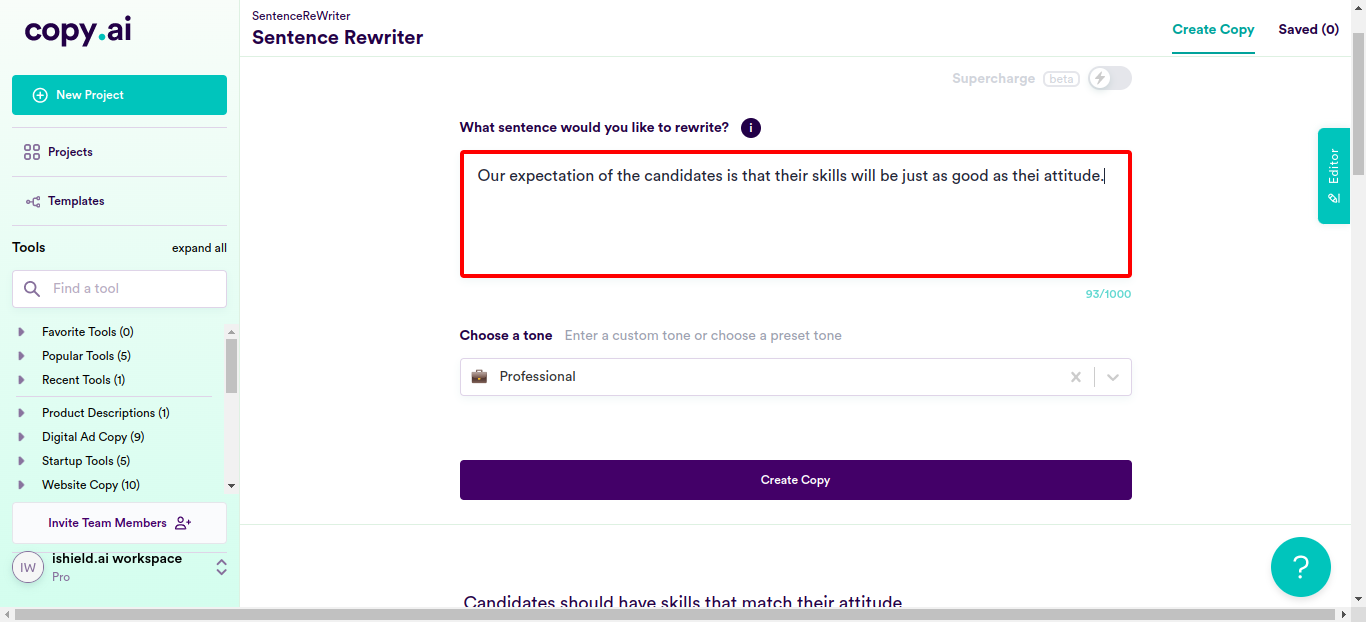 copy.ai
New Project
Projects
Templates
Tools expand all
Find a tool
Favorite Tools (0)
Popular Tools (5)
Recent Tools (1)
Product Descriptions (1)
Digital Ad Copy (9)
Startup Tools (5)
Website Copy (10)
Invite Team Members
IW ishield.ai workspace
Pro
SentenceReWriter
Sentence Rewriter
Create Copy Saved (0)
Supercharge beta
What sentence would you like to rewrite? i
Our expectation of the candidates is that their skills will be just as good as thei attitude.
93/1000
Choose a tone Enter a custom tone or choose a preset tone
Professional
Create Copy
Candidates should have skills that match their attitude
Editor
?